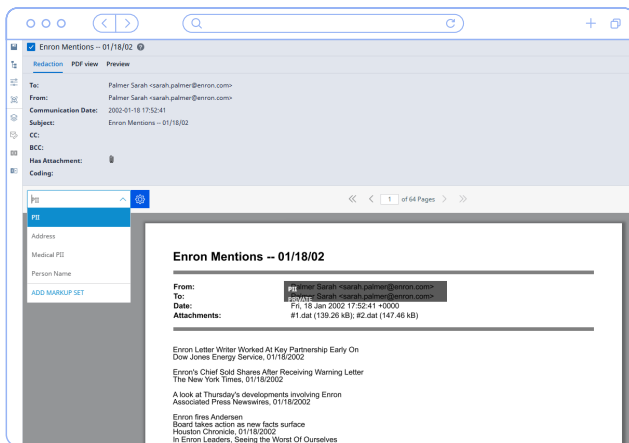 Enron Mentions -- 01/18/02
Redaction PDF view Preview
To: Palmer Sarah <sarah.palmer@enron.com>
From: Palmer Sarah <sarah.palmer@enron.com>
Communication Date: 2002-01-18 17:52:41
Subject: Enron Mentions -- 01/18/02
CC:
BCC:
Has Attachment:
Coding:
PII
1 of 64 Pages
PII
Address
Medical PII
Person Name
ADD MARKUP SET
Enron Mentions -- 01/18/02
From: Palmer Sarah <sarah.palmer@enron.com>
PII
To: Palmer Sarah <sarah.palmer@enron.com>
PRIVATE
Date: Fri, 18 Jan 2002 17:52:41 +0000
Attachments: #1.dat (139.26 kB); #2.dat (147.46 kB)
Enron Letter Writer Worked At Key Partnership Early On
Dow Jones Energy Service, 01/18/2002
Enron's Chief Sold Shares After Receiving Warning Letter
The New York Times, 01/18/2002
A look at Thursday's developments involving Enron
Associated Press Newswires, 01/18/2002
Enron fires Andersen
Board takes action as new facts surface
Houston Chronicle, 01/18/2002
In Enron Leaders, Seeing the Worst Of Ourselves